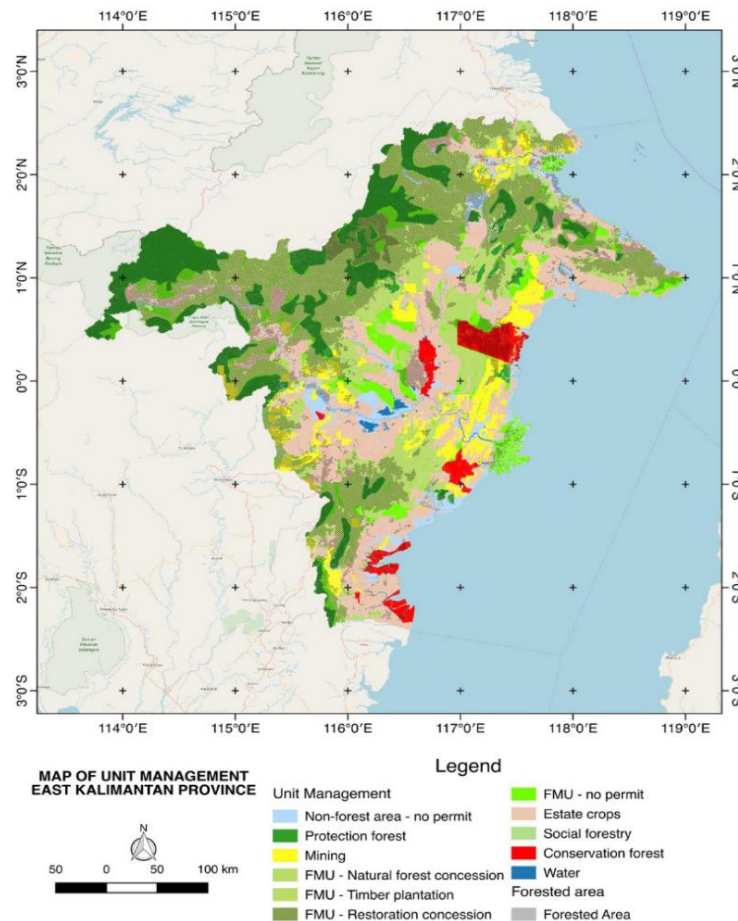 114°0'E 115°0'E 116°0'E 117°0'E 118°0'E 119°0'E
3°0'N
2°0'N
1°0'N
0°0'
1°0'S
2°0'S
3°0'S
114°0'E 115°0'E 116°0'E 117°0'E 118°0'E 119°0'E
MAP OF UNIT MANAGEMENT
EAST KALIMANTAN PROVINCE
N
50 0 50 100 km
Legend
Unit Management
Non-forest area - no permit
Protection forest
Mining
FMU - Natural forest concession
FMU - Timber plantation
FMU - Restoration concession
FMU - no permit
Estate crops
Social forestry
Conservation forest
Water
Forested area
Forested Area